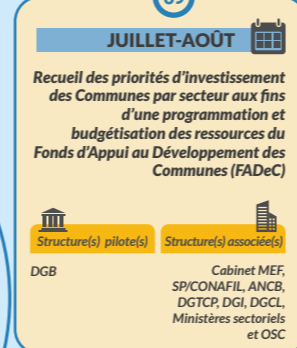 JUILLET-AOÛT
Recueil des priorités d'investissement
des Communes par secteur aux fins
d'une programmation et
budgétisation des ressources du
Fonds d'Appui au Développement des
Communes (FADeC)
Structure(s) pilote(s)
Structure(s) associée(s)
DGB
Cabinet MEF,
SP/CONAFIL, ANCB,
DGTCP, DGI, DGCL,
Ministères sectoriels
et OSC